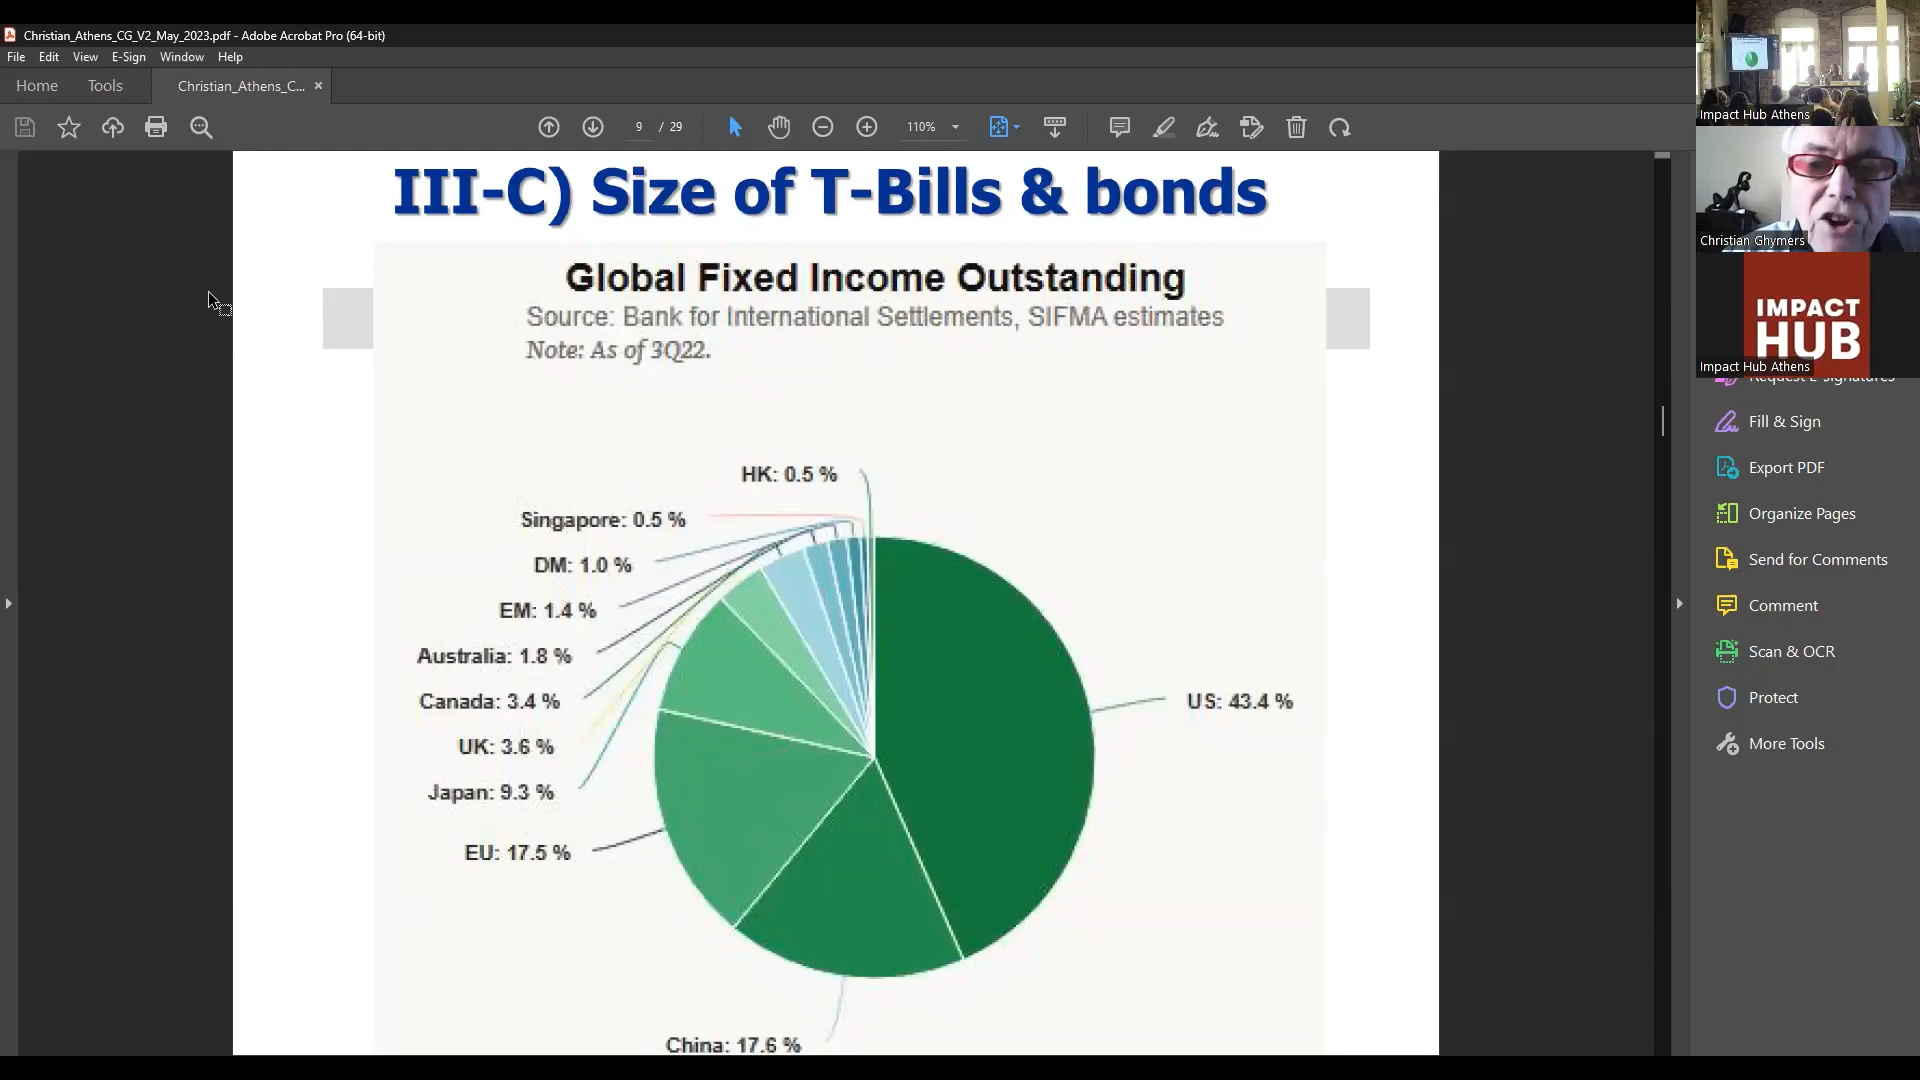 Christian_Athens_CG_V2_May_2023.pdf - Adobe Acrobat Pro (64-bit)
File Edit View E-Sign Window Help
Home Tools Christian_Athens_C... ×
9 / 29 110%
III-C) Size of T-Bills & bonds
Global Fixed Income Outstanding
Source: Bank for International Settlements, SIFMA estimates
Note: As of 3Q22.
HK: 0.5 %
Singapore: 0.5 %
DM: 1.0 %
EM: 1.4 %
Australia: 1.8 %
Canada: 3.4 %
UK: 3.6 %
Japan: 9.3 %
EU: 17.5 %
China: 17.6 %
US: 43.4 %
Impact Hub Athens
Christian Ghymers
IMPACT
HUB
Impact Hub Athens
Request E-signatures
Fill & Sign
Export PDF
Organize Pages
Send for Comments
Comment
Scan & OCR
Protect
More Tools